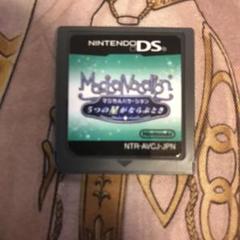 NINTENDO DS
MagicalVacation
マジカルバケーション
5つの星がならぶとき
Nintendo
NTR-AVCJ-JPN